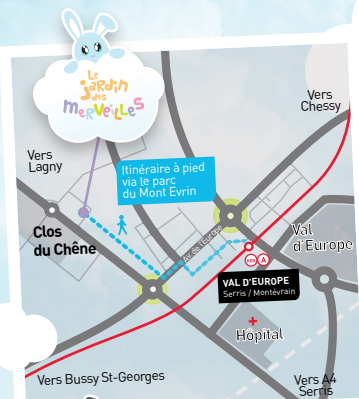 Le
jardin
des
merveilles
Vers
Chessy
Vers
Lagny
Itinéraire à pied
via le parc
du Mont Evrin
Clos
du Chêne
Av. de l'Europe
Val
d'Europe
RER A
VAL D'EUROPE
Serris / Montévrain
Hôpital
Vers Bussy St-Georges
Vers A4
Serris